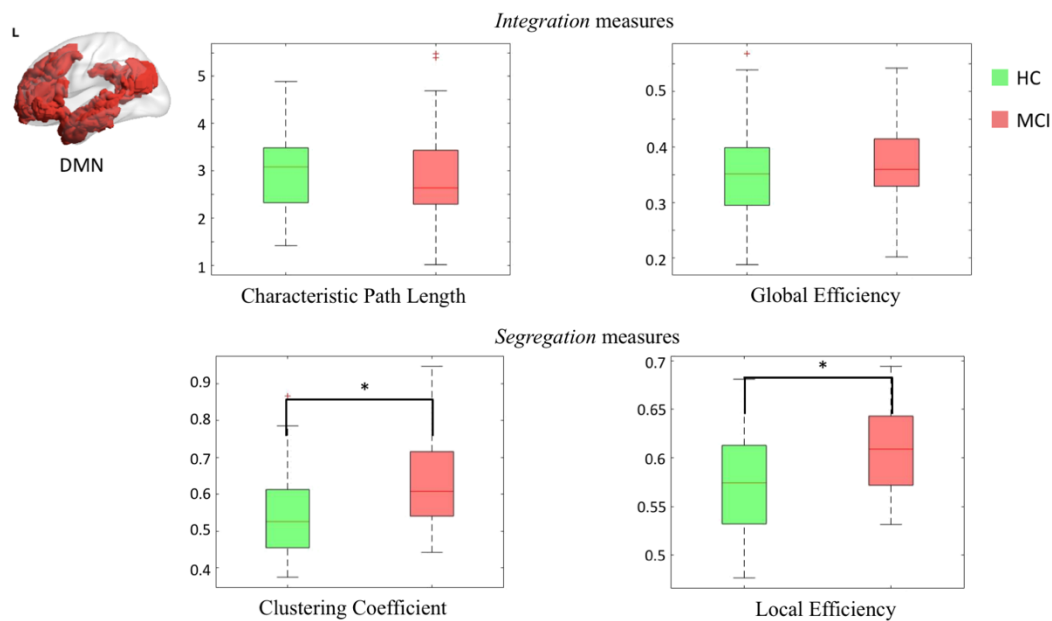 Integration measures
L
DMN
5
4
3
2
1
Characteristic Path Length
0.5
0.4
0.3
0.2
Global Efficiency
HC
MCI
Segregation measures
0.9
0.8
0.7
0.6
0.5
0.4
*
Clustering Coefficient
0.7
0.65
0.6
0.55
0.5
*
Local Efficiency